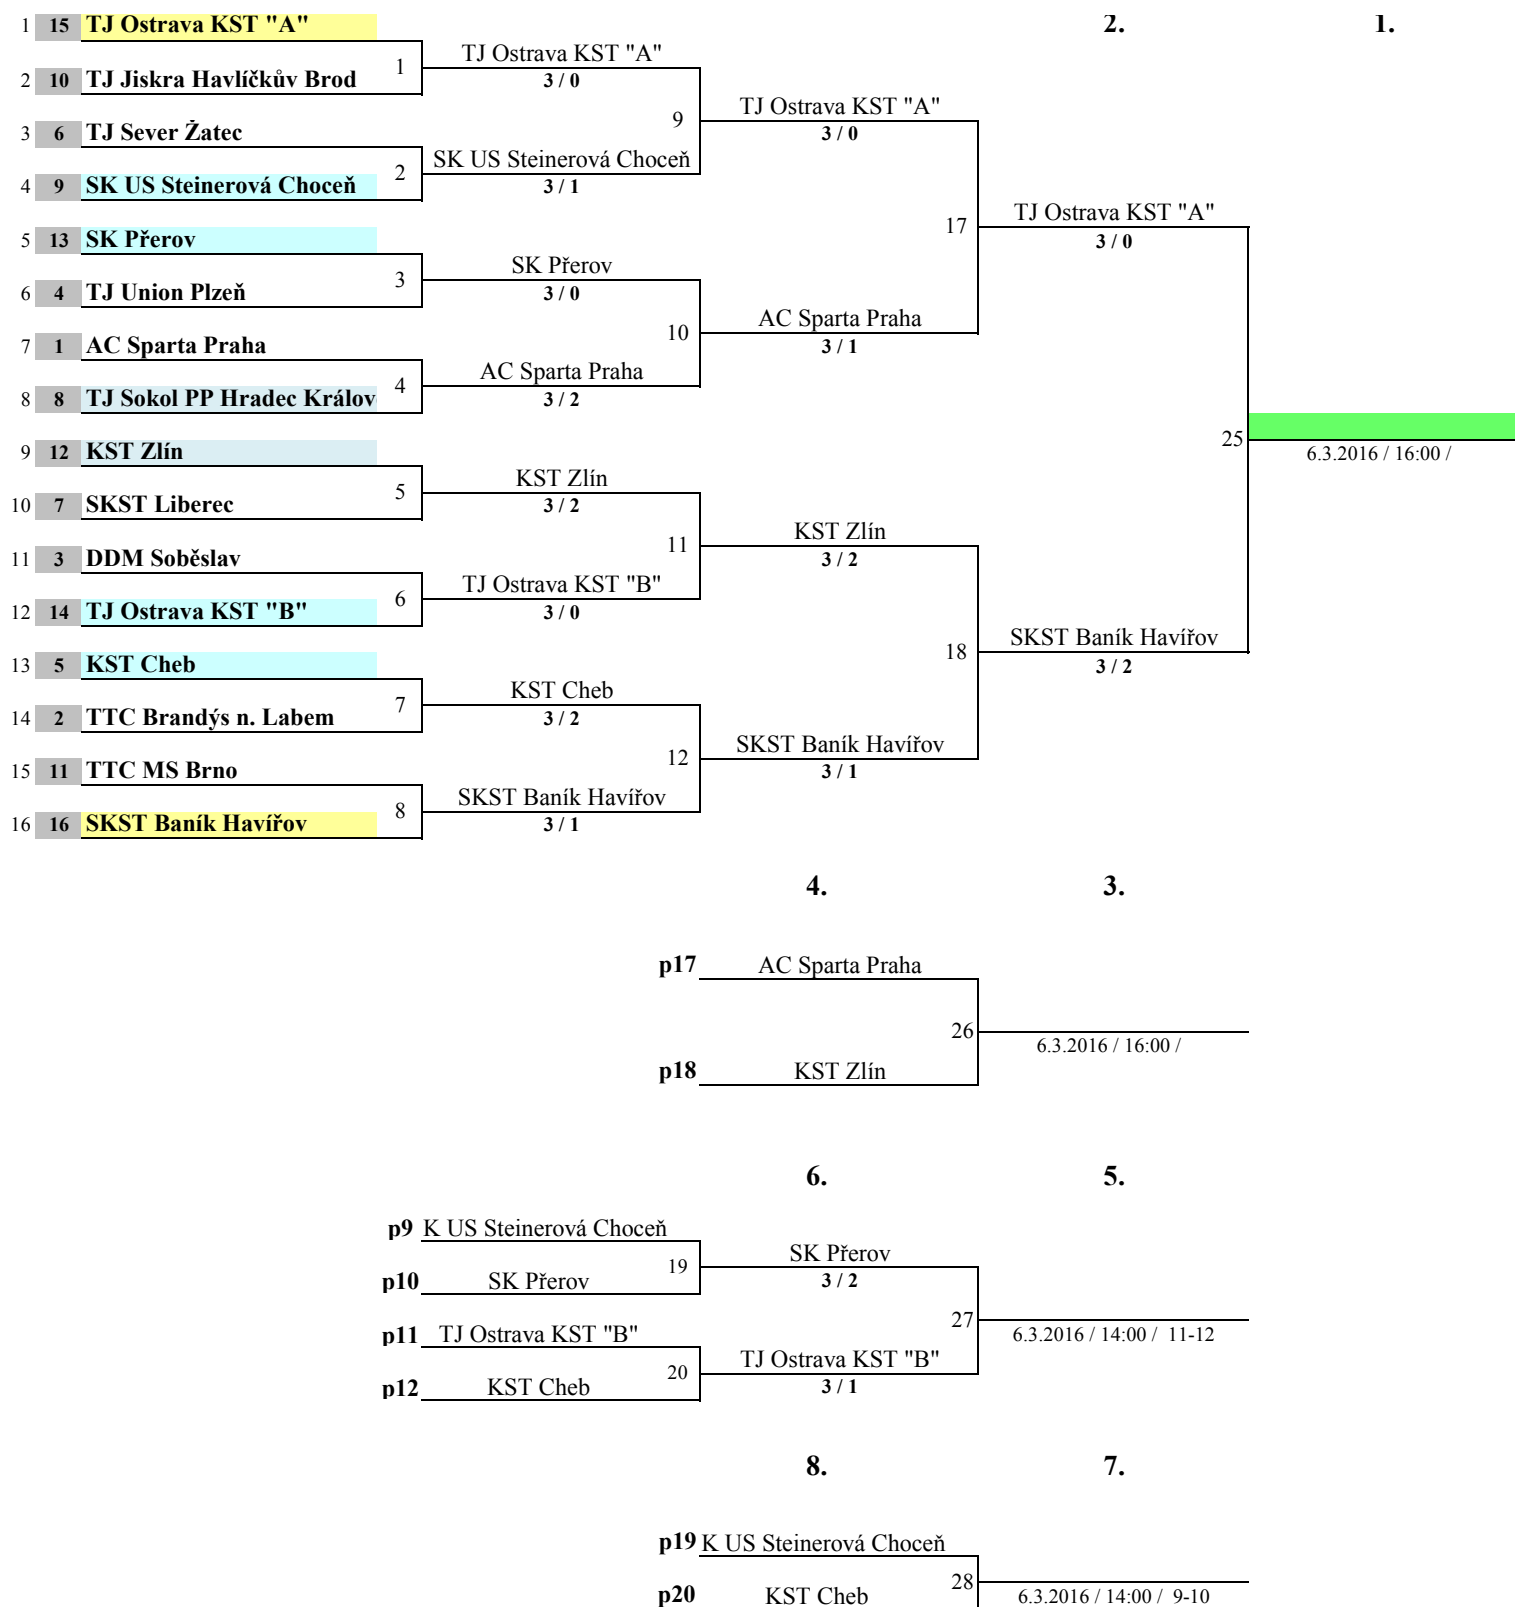 2. 1.
1 15 TJ Ostrava KST "A"
TJ Ostrava KST "A"
1
2 10 TJ Jiskra Havlíčkův Brod
3 / 0
TJ Ostrava KST "A"
9
3 6 TJ Sever Žatec
3 / 0
SK US Steinerová Choceň
2
4 9 SK US Steinerová Choceň
3 / 1
TJ Ostrava KST "A"
17
5 13 SK Přerov
3 / 0
SK Přerov
3
6 4 TJ Union Plzeň
3 / 0
AC Sparta Praha
10
7 1 AC Sparta Praha
3 / 1
AC Sparta Praha
4
8 8 TJ Sokol PP Hradec Králov
3 / 2
25
9 12 KST Zlín
6.3.2016 / 16:00 /
KST Zlín
5
10 7 SKST Liberec
3 / 2
KST Zlín
11
11 3 DDM Soběslav
3 / 2
TJ Ostrava KST "B"
6
12 14 TJ Ostrava KST "B"
3 / 0
SKST Baník Havířov
18
13 5 KST Cheb
3 / 2
KST Cheb
7
14 2 TTC Brandýs n. Labem
3 / 2
SKST Baník Havířov
12
15 11 TTC MS Brno
3 / 1
SKST Baník Havířov
8
16 16 SKST Baník Havířov
3 / 1
4. 3.
p17 AC Sparta Praha
26
6.3.2016 / 16:00 /
p18 KST Zlín
6. 5.
p9 K US Steinerová Choceň
SK Přerov
19
p10 SK Přerov
3 / 2
27
p11 TJ Ostrava KST "B"
6.3.2016 / 14:00 / 11-12
TJ Ostrava KST "B"
20
p12 KST Cheb
3 / 1
8. 7.
p19 K US Steinerová Choceň
28
p20 KST Cheb
6.3.2016 / 14:00 / 9-10